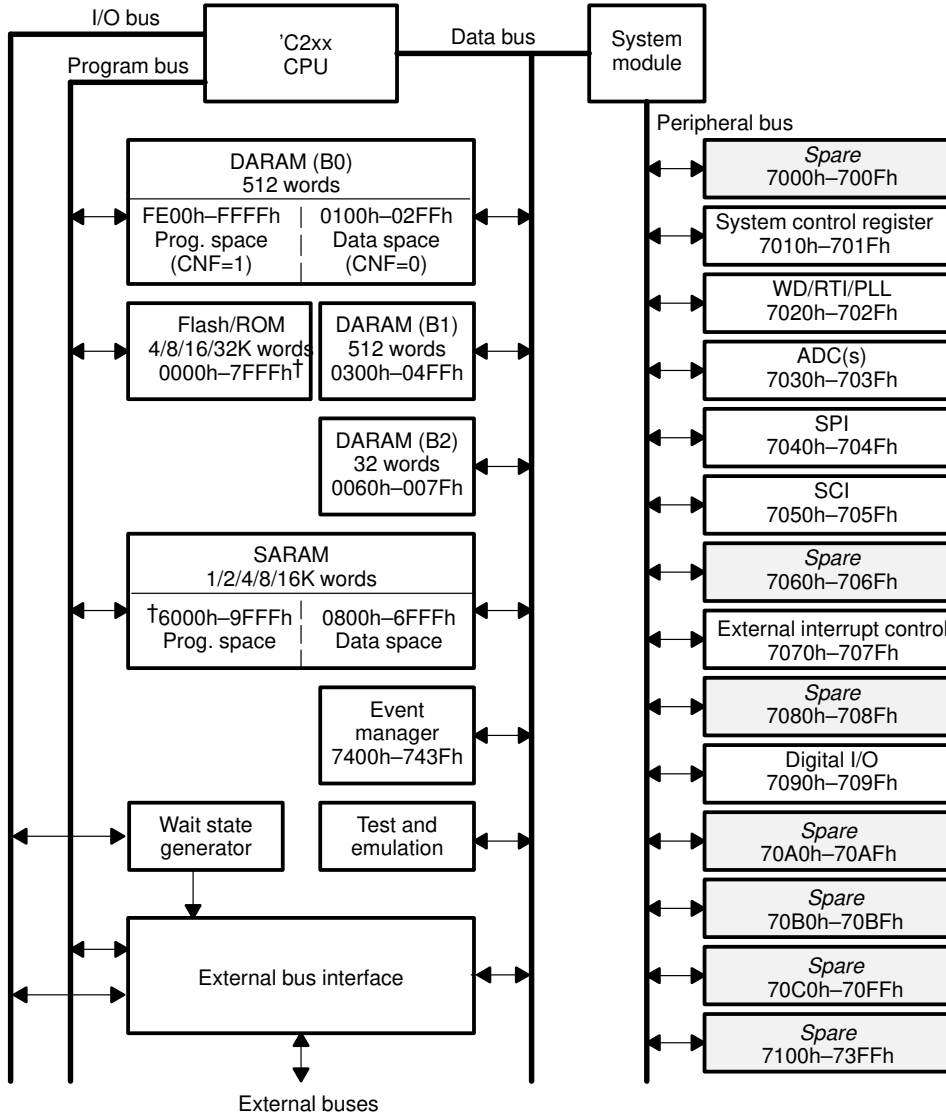 I/O bus
Program bus
'C2xx
CPU
Data bus
System
module
Peripheral bus
DARAM (B0)
512 words
FE00h–FFFFh
Prog. space
(CNF=1)
0100h–02FFh
Data space
(CNF=0)
Flash/ROM
4/8/16/32K words
0000h–7FFFh†
DARAM (B1)
512 words
0300h–04FFh
DARAM (B2)
32 words
0060h–007Fh
SARAM
1/2/4/8/16K words
†6000h–9FFFh
Prog. space
0800h–6FFFh
Data space
Event
manager
7400h–743Fh
Wait state
generator
Test and
emulation
External bus interface
External buses
Spare
7000h–700Fh
System control register
7010h–701Fh
WD/RTI/PLL
7020h–702Fh
ADC(s)
7030h–703Fh
SPI
7040h–704Fh
SCI
7050h–705Fh
Spare
7060h–706Fh
External interrupt control
7070h–707Fh
Spare
7080h–708Fh
Digital I/O
7090h–709Fh
Spare
70A0h–70AFh
Spare
70B0h–70BFh
Spare
70C0h–70FFh
Spare
7100h–73FFh